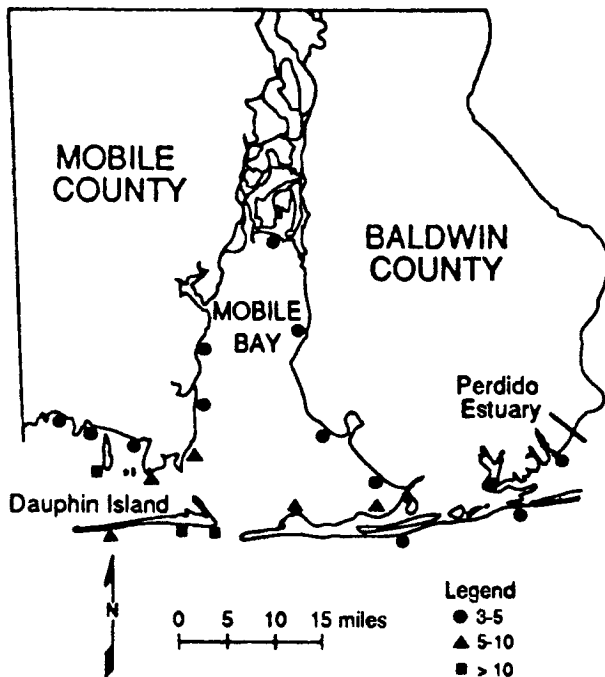 MOBILE
COUNTY
BALDWIN
COUNTY
MOBILE
BAY
Perdido
Estuary
Dauphin Island
N
0 5 10 15 miles
Legend
3-5
5-10
> 10